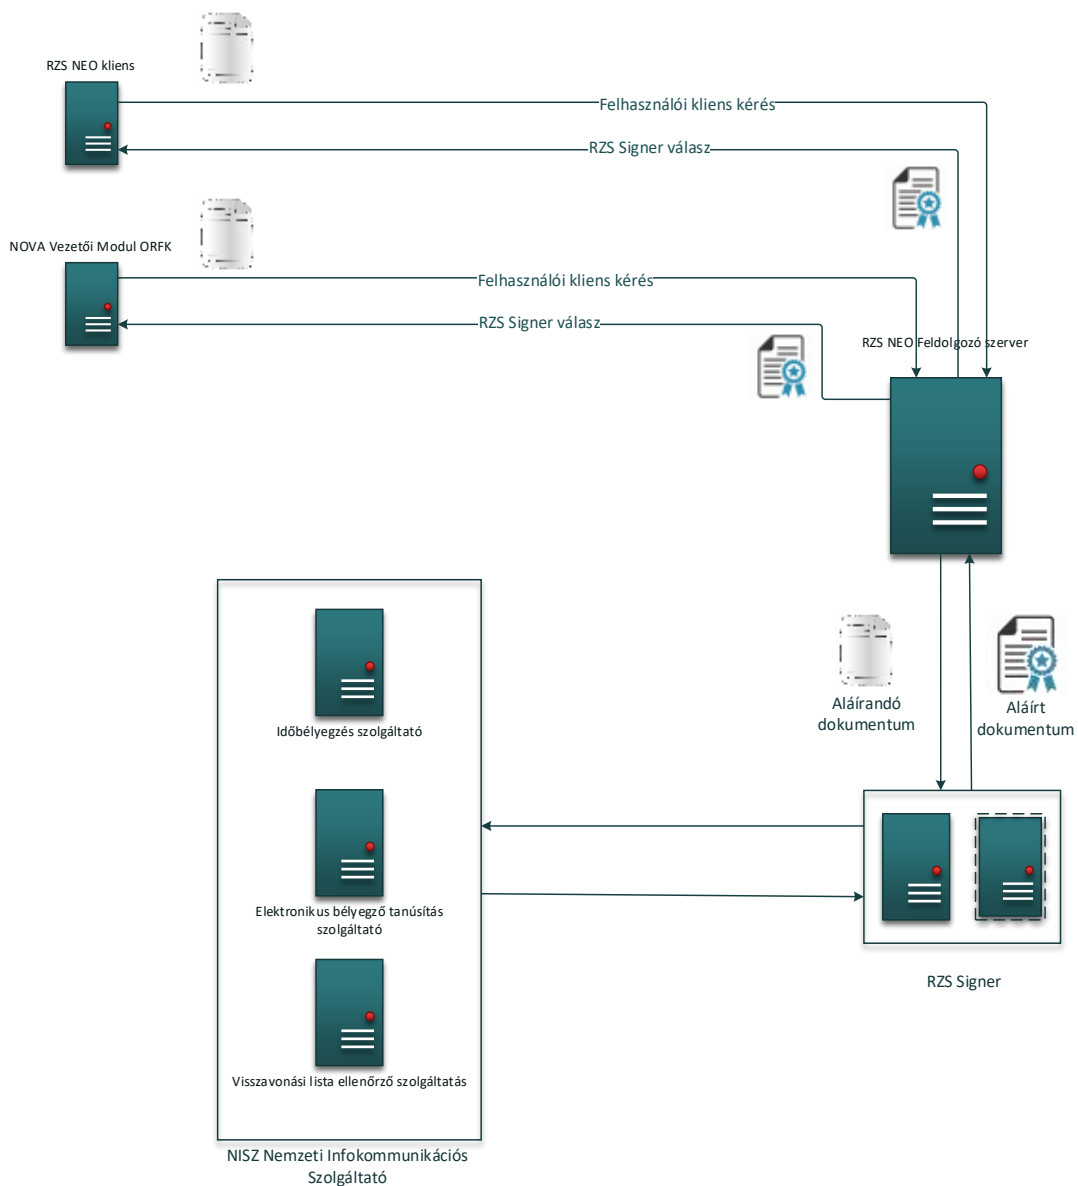 RZS NEO kliens
Felhasználói kliens kérés
RZS Signer válasz
NOVA Vezetői Modul ORFK
Felhasználói kliens kérés
RZS Signer válasz
RZS NEO Feldolgozó szerver
Aláírandó
dokumentum
Aláírt
dokumentum
Időbélyegzés szolgáltató
Elektronikus bélyegző tanúsítás
szolgáltató
Visszavonási lista ellenőrző szolgáltatás
RZS Signer
NISZ Nemzeti Infokommunikációs
Szolgáltató